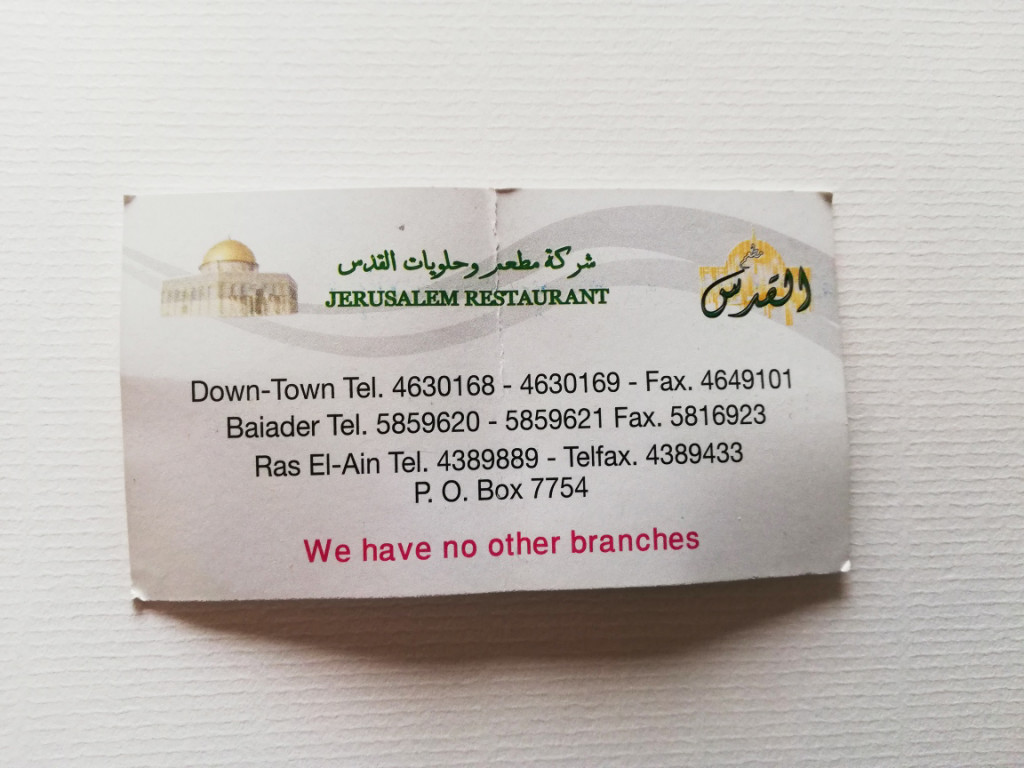 شركة مطعم وحلويات القدس
JERUSALEM RESTAURANT
مطعم
القدس
Down-Town Tel. 4630168 - 4630169 - Fax. 4649101
Baiader Tel. 5859620 - 5859621 Fax. 5816923
Ras El-Ain Tel. 4389889 - Telfax. 4389433
P. O. Box 7754
We have no other branches